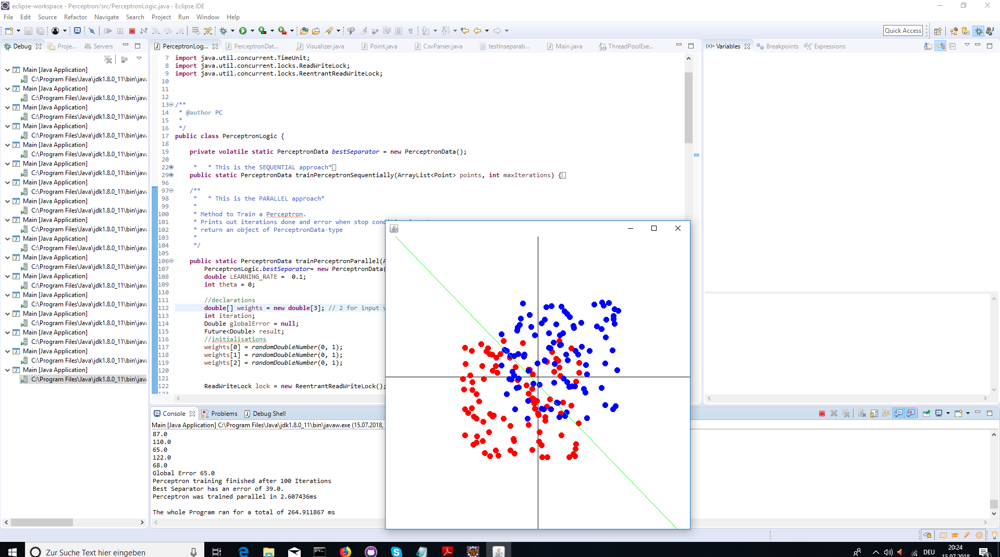 eclipse-workspace - Perceptron/src/PerceptronLogic.java - Eclipse IDE
File Edit Source Refactor Navigate Search Project Run Window Help
Quick Access
Debug Proje... Servers
PerceptronLog... PerceptronDat... Visualizer.java Point.java CsvParser.java testInseparab... Main.java ThreadPoolExe...
(x)= Variables Breakpoints Expressions
Main [Java Application]
C:\Program Files\Java\jdk1.8.0_11\bin\java
Main [Java Application]
C:\Program Files\Java\jdk1.8.0_11\bin\java
Main [Java Application]
C:\Program Files\Java\jdk1.8.0_11\bin\java
Main [Java Application]
C:\Program Files\Java\jdk1.8.0_11\bin\java
Main [Java Application]
C:\Program Files\Java\jdk1.8.0_11\bin\java
Main [Java Application]
C:\Program Files\Java\jdk1.8.0_11\bin\java
Main [Java Application]
C:\Program Files\Java\jdk1.8.0_11\bin\java
Main [Java Application]
C:\Program Files\Java\jdk1.8.0_11\bin\java
Main [Java Application]
C:\Program Files\Java\jdk1.8.0_11\bin\java
Main [Java Application]
C:\Program Files\Java\jdk1.8.0_11\bin\java
Main [Java Application]
C:\Program Files\Java\jdk1.8.0_11\bin\java
Main [Java Application]
C:\Program Files\Java\jdk1.8.0_11\bin\java
Main [Java Application]
C:\Program Files\Java\jdk1.8.0_11\bin\java
Main [Java Application]
C:\Program Files\Java\jdk1.8.0_11\bin\java
Main [Java Application]
C:\Program Files\Java\jdk1.8.0_11\bin\java
Main [Java Application]
C:\Program Files\Java\jdk1.8.0_11\bin\java
Main [Java Application]
C:\Program Files\Java\jdk1.8.0_11\bin\java
7 import java.util.concurrent.TimeUnit;
8 import java.util.concurrent.locks.ReadWriteLock;
9 import java.util.concurrent.locks.ReentrantReadWriteLock;
10
11
12
13 /**
14 * @author PC
15 *
16 */
17 public class PerceptronLogic {
18
19 private volatile static PerceptronData bestSeparator = new PerceptronData();
20
22 * * This is the SEQUENTIAL approach*
29 public static PerceptronData trainPerceptronSequentially(ArrayList<Point> points, int maxIterations) {
96
97 /**
98 * * This is the PARALLEL approach*
99 *
100 * Method to Train a Perceptron.
101 * Prints out iterations done and error when stop
102 * return an object of PerceptronData-type
103 *
104 */
105
106 public static PerceptronData trainPerceptronParallel(
107 PerceptronLogic.bestSeparator= new PerceptronData(
108 double LEARNING_RATE = 0.1;
109 int theta = 0;
110
111 //declarations
112 double[] weights = new double[3]; // 2 for input
113 int iteration;
114 Double globalError = null;
115 Future<Double> result;
116 //initialisations
117 weights[0] = randomDoubleNumber(0, 1);
118 weights[1] = randomDoubleNumber(0, 1);
119 weights[2] = randomDoubleNumber(0, 1);
120
121
122 ReadWriteLock lock = new ReentrantReadWriteLock();
Console Problems Debug Shell
Main [Java Application] C:\Program Files\Java\jdk1.8.0_11\bin\javaw.exe (15.07.2018,
87.0
110.0
65.0
122.0
68.0
Global Error 65.0
Perceptron training finished after 100 Iterations
Best Separator has an error of 39.0.
Perceptron was trained parallel in 2.607436ms
The whole Program ran for a total of 264.911867 ms
Zur Suche Text hier eingeben
DEU
20:24
15.07.2018
3